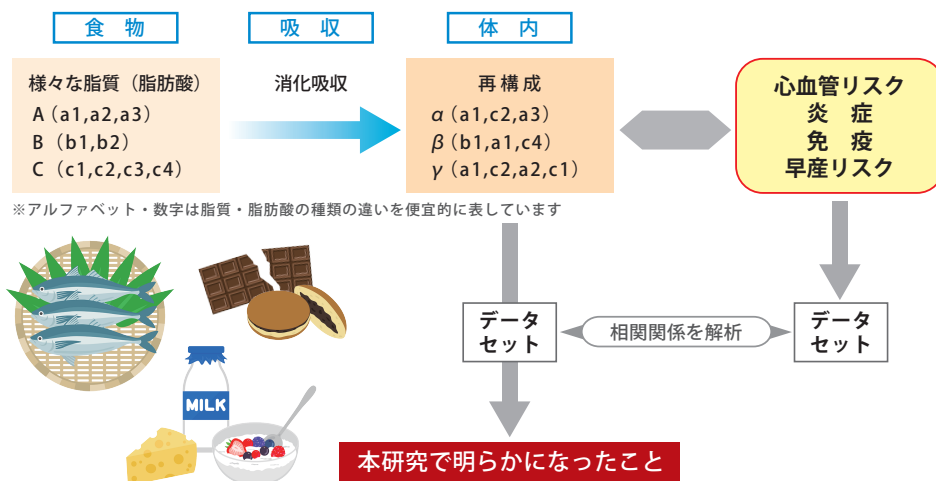 食 物
吸 収
体 内
様々な脂質（脂肪酸）
A（a1,a2,a3）
B（b1,b2）
C（c1,c2,c3,c4）
消化吸収
再 構 成
α（a1,c2,a3）
β（b1,a1,c4）
γ（a1,c2,a2,c1）
心血管リスク
炎　症
免　疫
早産リスク
※アルファベット・数字は脂質・脂肪酸の種類の違いを便宜的に表しています
データ
セット
相関関係を解析
データ
セット
MILK
本研究で明らかになったこと